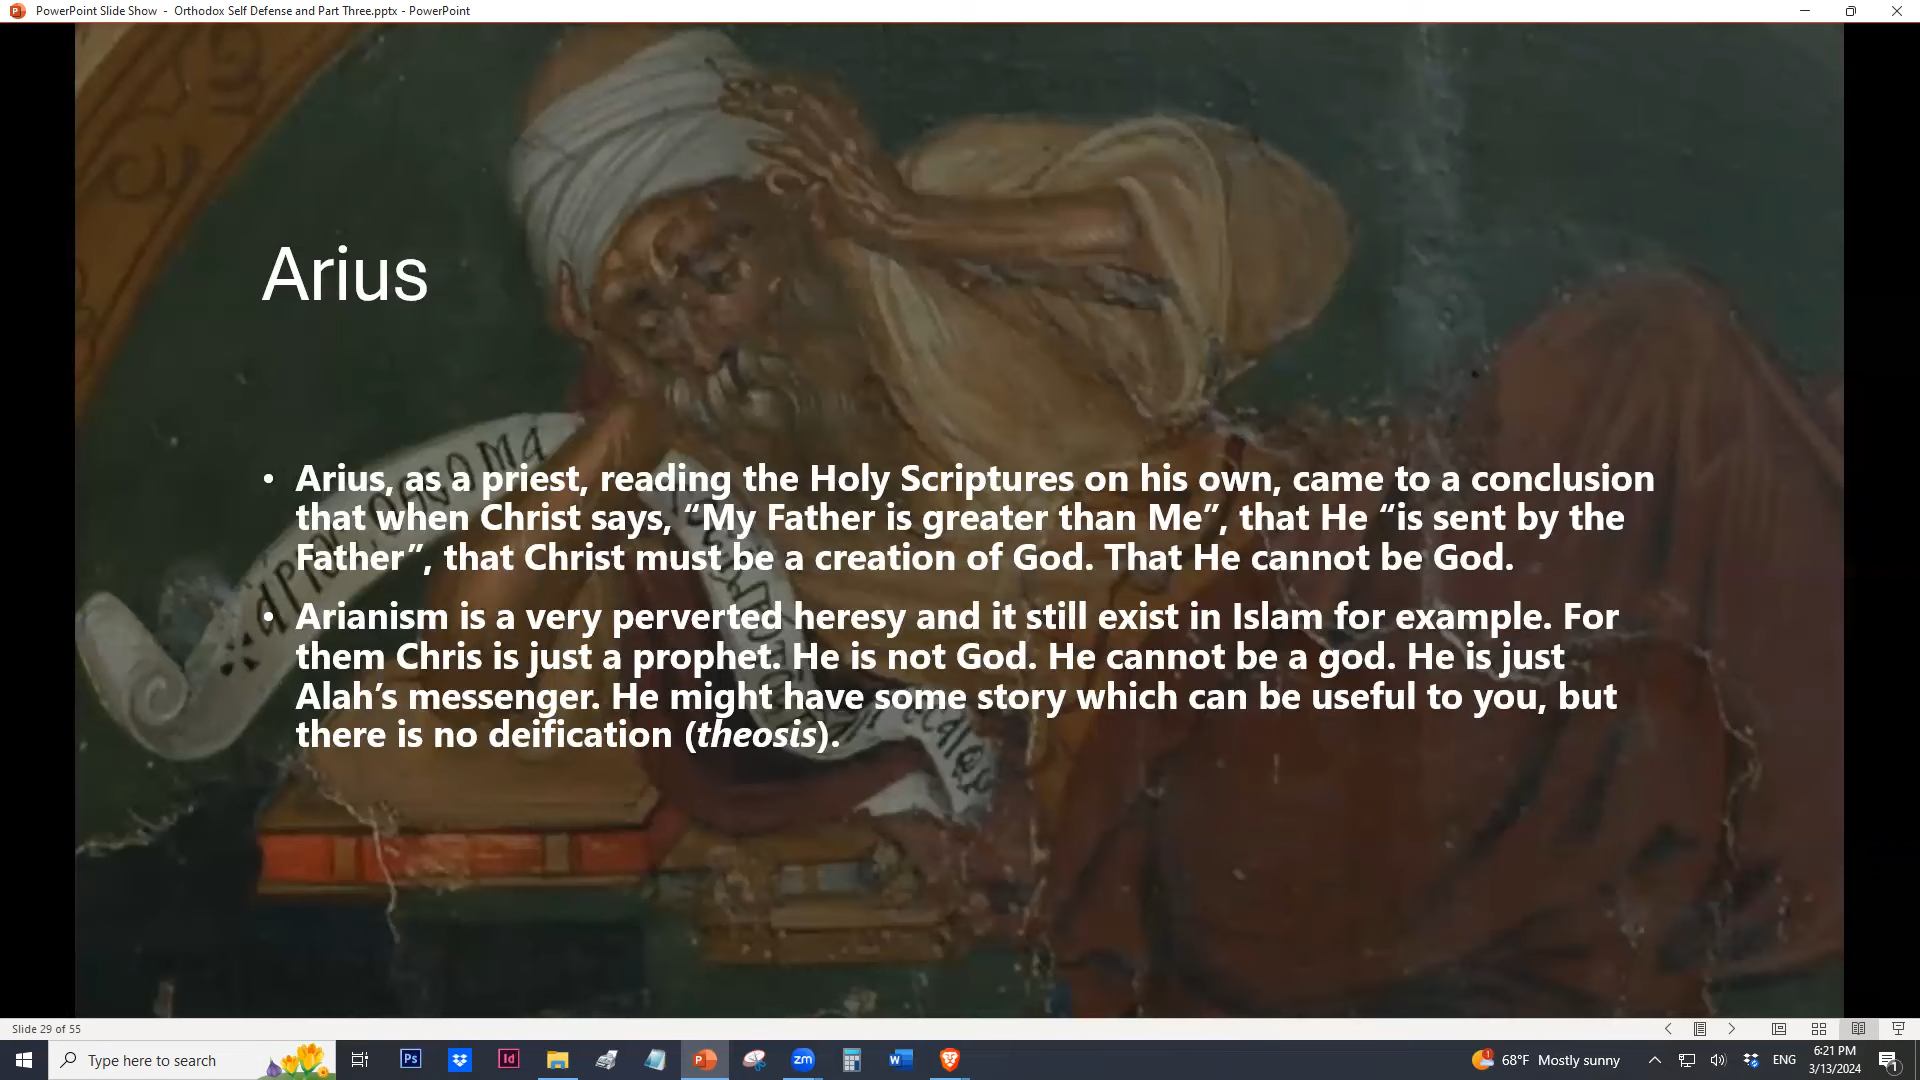 PowerPoint Slide Show - Orthodox Self Defense and Part Three.pptx - PowerPoint
Arius
• Arius, as a priest, reading the Holy Scriptures on his own, came to a conclusion
that when Christ says, “My Father is greater than Me”, that He “is sent by the
Father”, that Christ must be a creation of God. That He cannot be God.
• Arianism is a very perverted heresy and it still exist in Islam for example. For
them Chris is just a prophet. He is not God. He cannot be a god. He is just
Alah’s messenger. He might have some story which can be useful to you, but
there is no deification (theosis).
Slide 29 of 55
Type here to search
Ps
Id
zm
W
68°F Mostly sunny
ENG
6:21 PM
3/13/2024
1